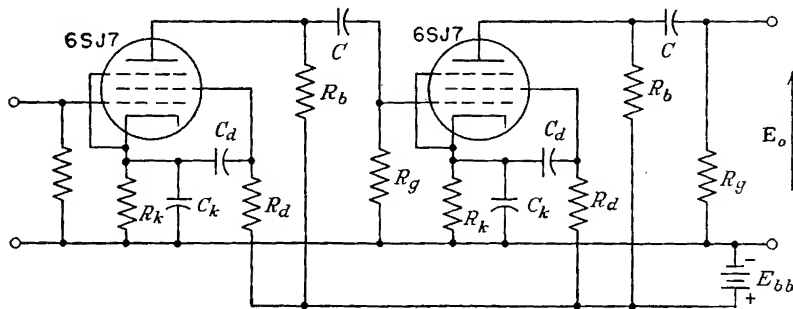 6SJ7
C
6SJ7
C
R_b
R_b
C_d
C_d
E_o
R_g
R_g
R_k
C_k
R_d
R_k
C_k
R_d
-
E_bb
+